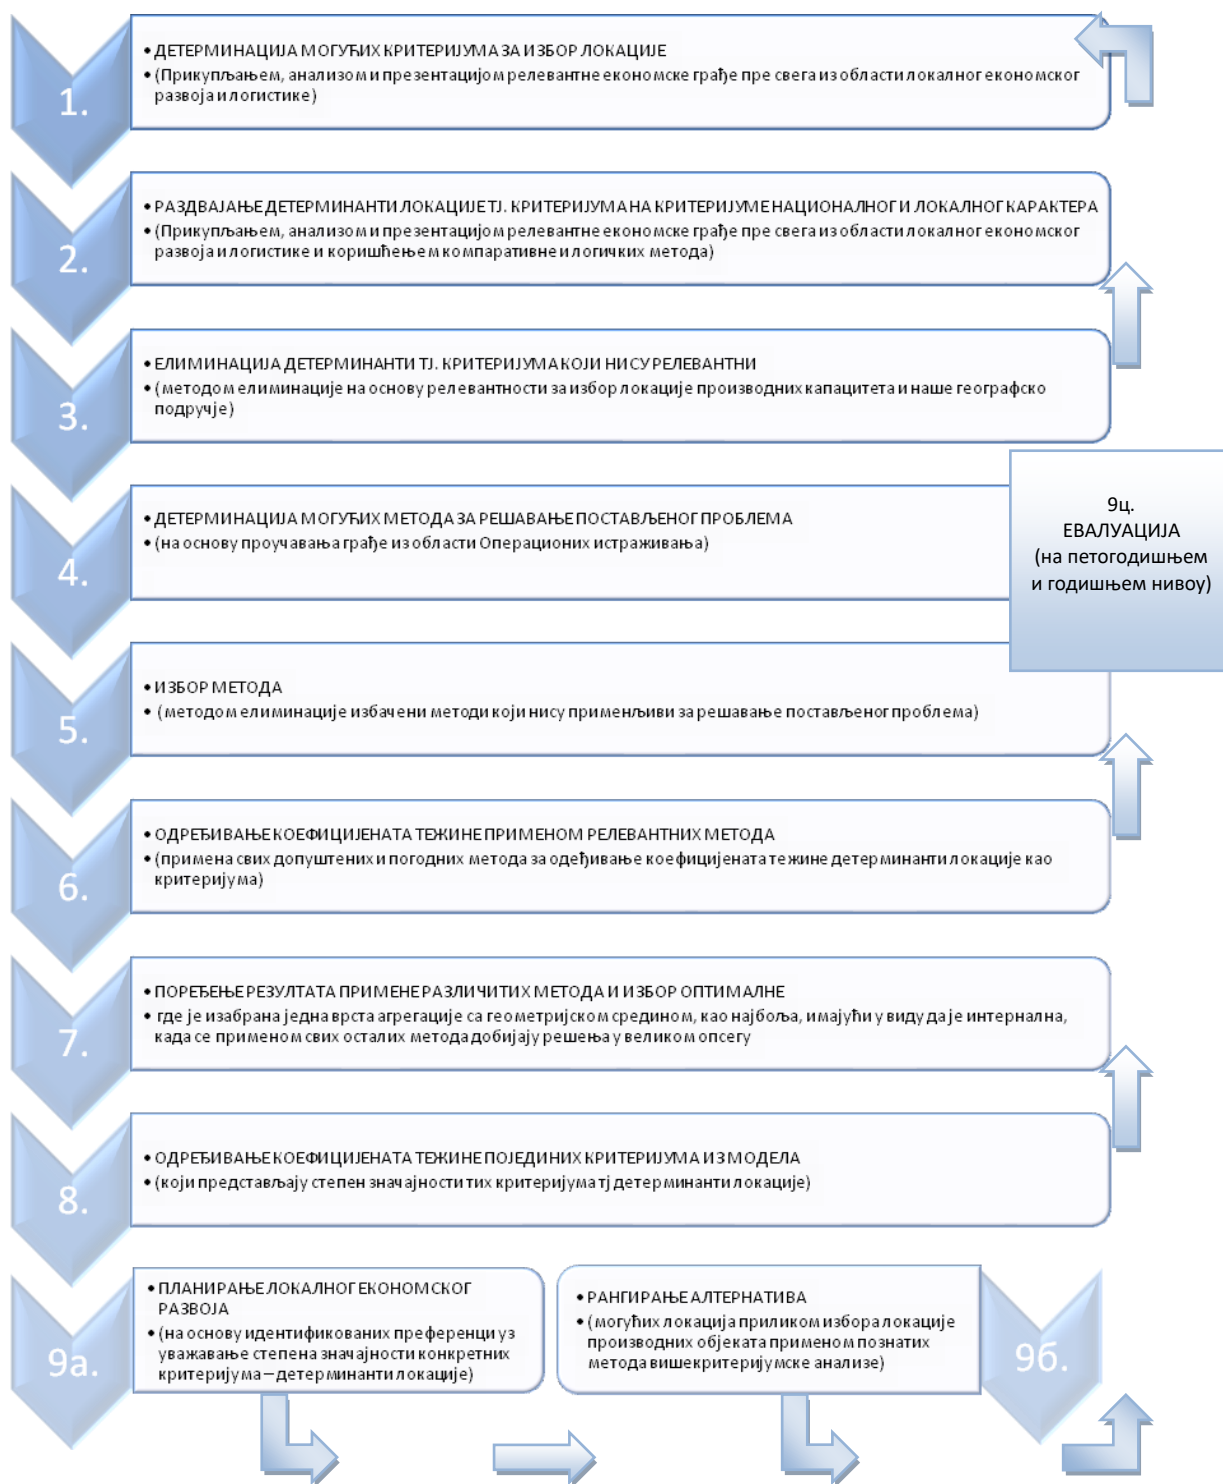 1.
• ДЕТЕРМИНАЦИЈА МОГУЋИХ КРИТЕРИЈУМА ЗА ИЗБОР ЛОКАЦИЈЕ
• (Прикупљањем, анализом и презентацијом релевантне економске грађе пре свега из области локалног економског
развоја и логистике)
2.
• РАЗДВАЈАЊЕ ДЕТЕРМИНАНТИ ЛОКАЦИЈЕ ТЈ. КРИТЕРИЈУМА НА КРИТЕРИЈУМЕ НАЦИОНАЛНОГ И ЛОКАЛНОГ КАРАКТЕРА
• (Прикупљањем, анализом и презентацијом релевантне економске грађе пре свега из области локалног економског
развоја и логистике и коришћењем компаративне и логичких метода)
3.
• ЕЛИМИНАЦИЈА ДЕТЕРМИНАНТИ ТЈ. КРИТЕРИЈУМА КОЈИ НИСУ РЕЛЕВАНТНИ
• (методом елиминације на основу релевантности за избор локације производних капацитета и наше географско
подручје)
4.
• ДЕТЕРМИНАЦИЈА МОГУЋИХ МЕТОДА ЗА РЕШАВАЊЕ ПОСТАВЉЕНОГ ПРОБЛЕМА
• (на основу проучавања грађе из области Операционих истраживања)
9ц.
ЕВАЛУАЦИЈА
(на петогодишњем
и годишњем нивоу)
5.
• ИЗБОР МЕТОДА
• (методом елиминације избачени методи који нису применљиви за решавање постављеног проблема)
6.
• ОДРЕЂИВАЊЕ КОЕФИЦИЈЕНАТА ТЕЖИНЕ ПРИМЕНОМ РЕЛЕВАНТНИХ МЕТОДА
• (примена свих допуштених и погодних метода за одеђивање коефицијената тежине детерминанти локације као
критеријума)
7.
• ПОРЕЂЕЊЕ РЕЗУЛТАТА ПРИМЕНЕ РАЗЛИЧИТИХ МЕТОДА И ИЗБОР ОПТИМАЛНЕ
• где је изабрана једна врста агрегације са геометријском средином, као најбоља, имајући у виду да је интернална,
када се применом свих осталих метода добијају решења у великом опсегу
8.
• ОДРЕЂИВАЊЕ КОЕФИЦИЈЕНАТА ТЕЖИНЕ ПОЈЕДИНИХ КРИТЕРИЈУМА ИЗ МОДЕЛА
• (који представљају степен значајности тих критеријума тј детерминанти локације)
9а.
• ПЛАНИРАЊЕ ЛОКАЛНОГ ЕКОНОМСКОГ
РАЗВОЈА
• (на основу идентификованих преференци уз
уважавање степена значајности конкретних
критеријума – детерминанти локације)
• РАНГИРАЊЕ АЛТЕРНАТИВА
• (могућих локација приликом избора локације
производних објеката применом познатих
метода вишекритеријумске анализе)
9б.